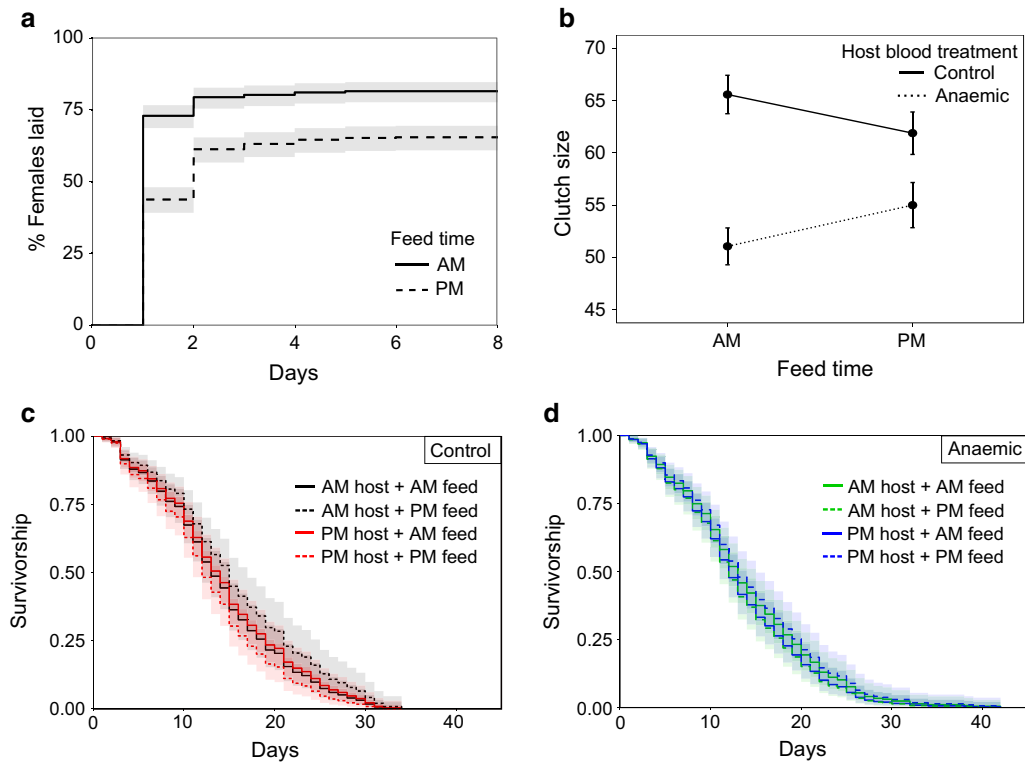 a
100
75
50
25
0
% Females laid
0 2 4 6 8
Days
Feed time
AM
PM
b
70
65
60
55
50
45
Clutch size
AM PM
Feed time
Host blood treatment
Control
Anaemic
c
1.00
0.75
0.50
0.25
0.00
Survivorship
0 10 20 30 40
Days
Control
AM host + AM feed
AM host + PM feed
PM host + AM feed
PM host + PM feed
d
1.00
0.75
0.50
0.25
0.00
Survivorship
0 10 20 30 40
Days
Anaemic
AM host + AM feed
AM host + PM feed
PM host + AM feed
PM host + PM feed